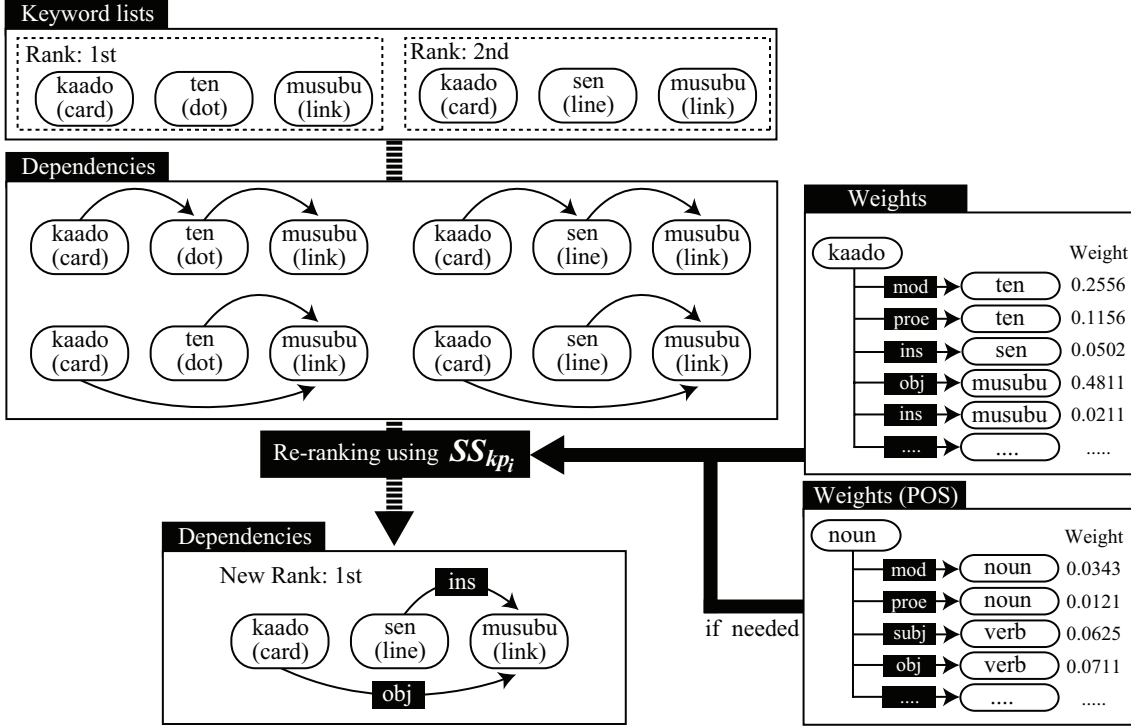 Keyword lists
Rank: 1st
kaado
(card)
ten
(dot)
musubu
(link)
Rank: 2nd
kaado
(card)
sen
(line)
musubu
(link)
Dependencies
kaado
(card)
ten
(dot)
musubu
(link)
kaado
(card)
sen
(line)
musubu
(link)
kaado
(card)
ten
(dot)
musubu
(link)
kaado
(card)
sen
(line)
musubu
(link)
Re-ranking using SSkpi
Dependencies
New Rank: 1st
ins
kaado
(card)
sen
(line)
musubu
(link)
obj
Weights
Weight
kaado
mod ten 0.2556
proe ten 0.1156
ins sen 0.0502
obj musubu 0.4811
ins musubu 0.0211
.... .... .....
Weights (POS)
Weight
noun
mod noun 0.0343
proe noun 0.0121
subj verb 0.0625
obj verb 0.0711
.... .... .....
if needed